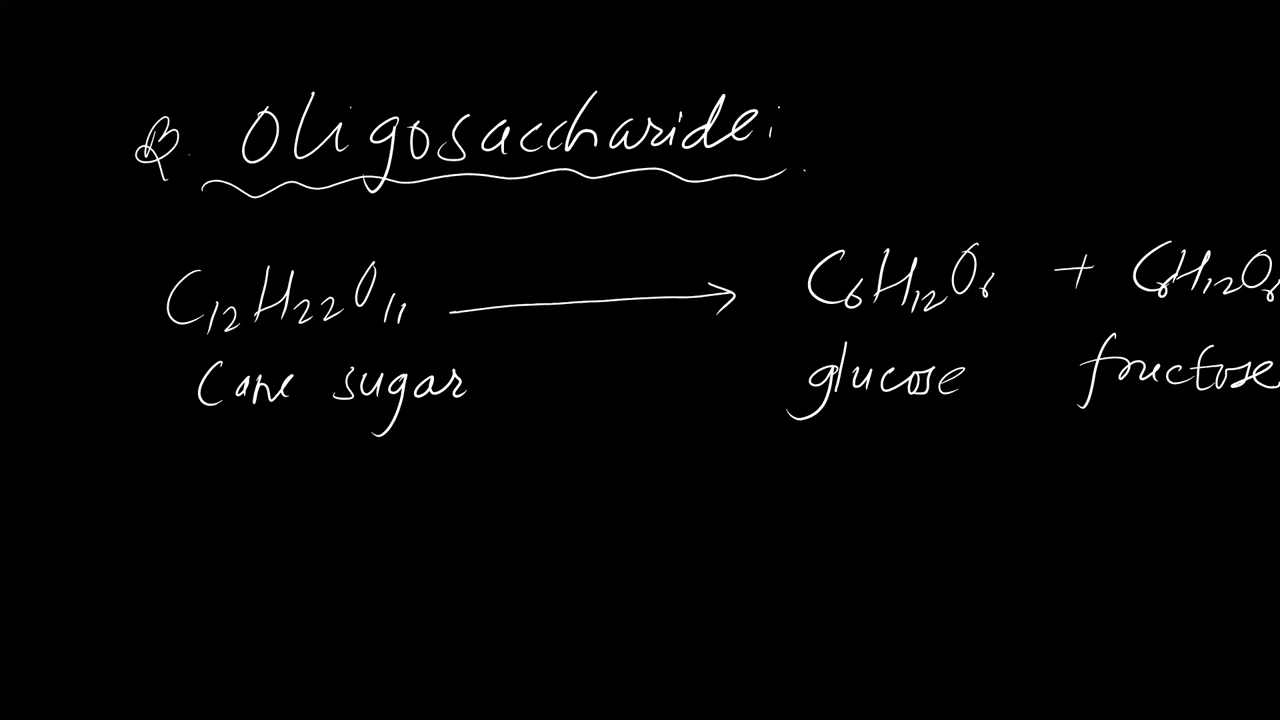 Q. Oligosaccharide:
C₁₂H₂₂O₁₁ ⟶ C₆H₁₂O₆ + C₆H₁₂O₆
Cane sugar glucose fructose